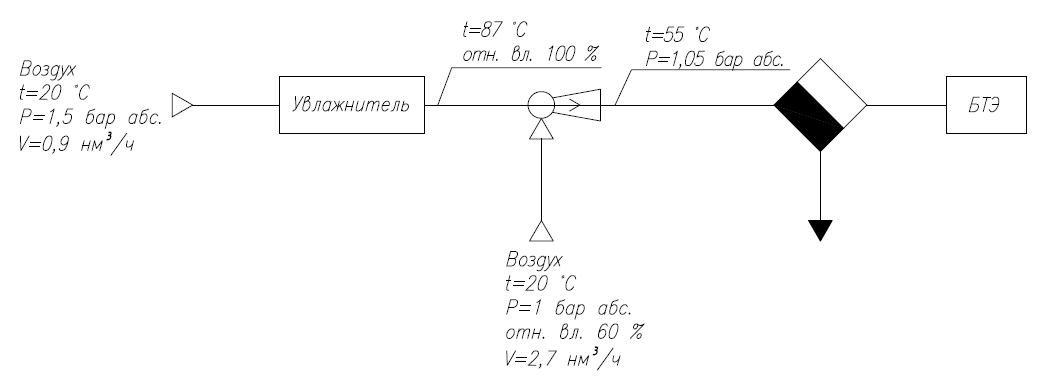 Воздух
t=20 °C
P=1,5 бар абс.
V=0,9 нм³/ч
Увлажнитель
t=87 °C
отн. вл. 100 %
t=55 °C
P=1,05 бар абс.
БТЭ
Воздух
t=20 °C
P=1 бар абс.
отн. вл. 60 %
V=2,7 нм³/ч